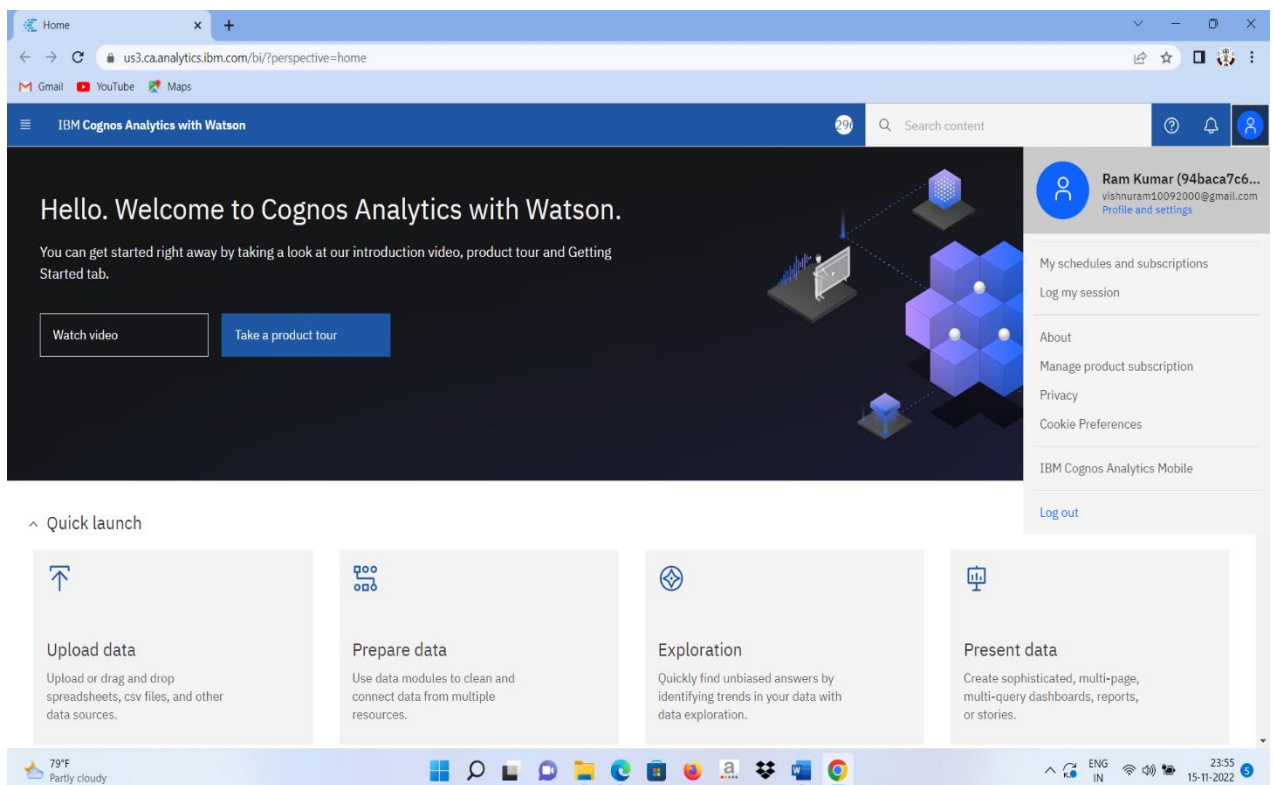 Home
us3.ca.analytics.ibm.com/bi/?perspective=home
Gmail YouTube Maps
IBM Cognos Analytics with Watson
Search content
Hello. Welcome to Cognos Analytics with Watson.
You can get started right away by taking a look at our introduction video, product tour and Getting
Started tab.
Watch video
Take a product tour
Ram Kumar (94baca7c6...
vishnuram10092000@gmail.com
Profile and settings
My schedules and subscriptions
Log my session
About
Manage product subscription
Privacy
Cookie Preferences
IBM Cognos Analytics Mobile
Log out
Quick launch
Upload data
Upload or drag and drop
spreadsheets, csv files, and other
data sources.
Prepare data
Use data modules to clean and
connect data from multiple
resources.
Exploration
Quickly find unbiased answers by
identifying trends in your data with
data exploration.
Present data
Create sophisticated, multi-page,
multi-query dashboards, reports,
or stories.
79°F
Partly cloudy
ENG
IN
23:55
15-11-2022
5